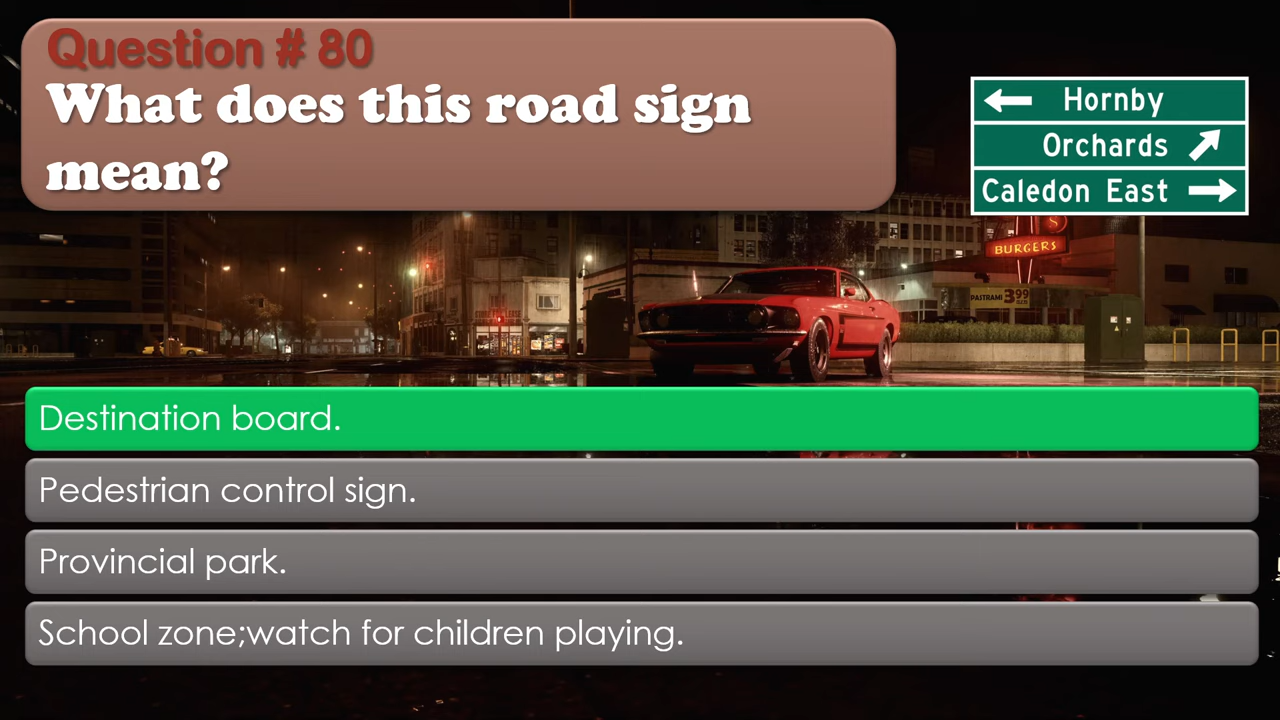 Question # 80
What does this road sign
mean?
Hornby
Orchards
Caledon East
S
BURGERS
PASTRAMI 3.99
Destination board.
Pedestrian control sign.
Provincial park.
School zone;watch for children playing.